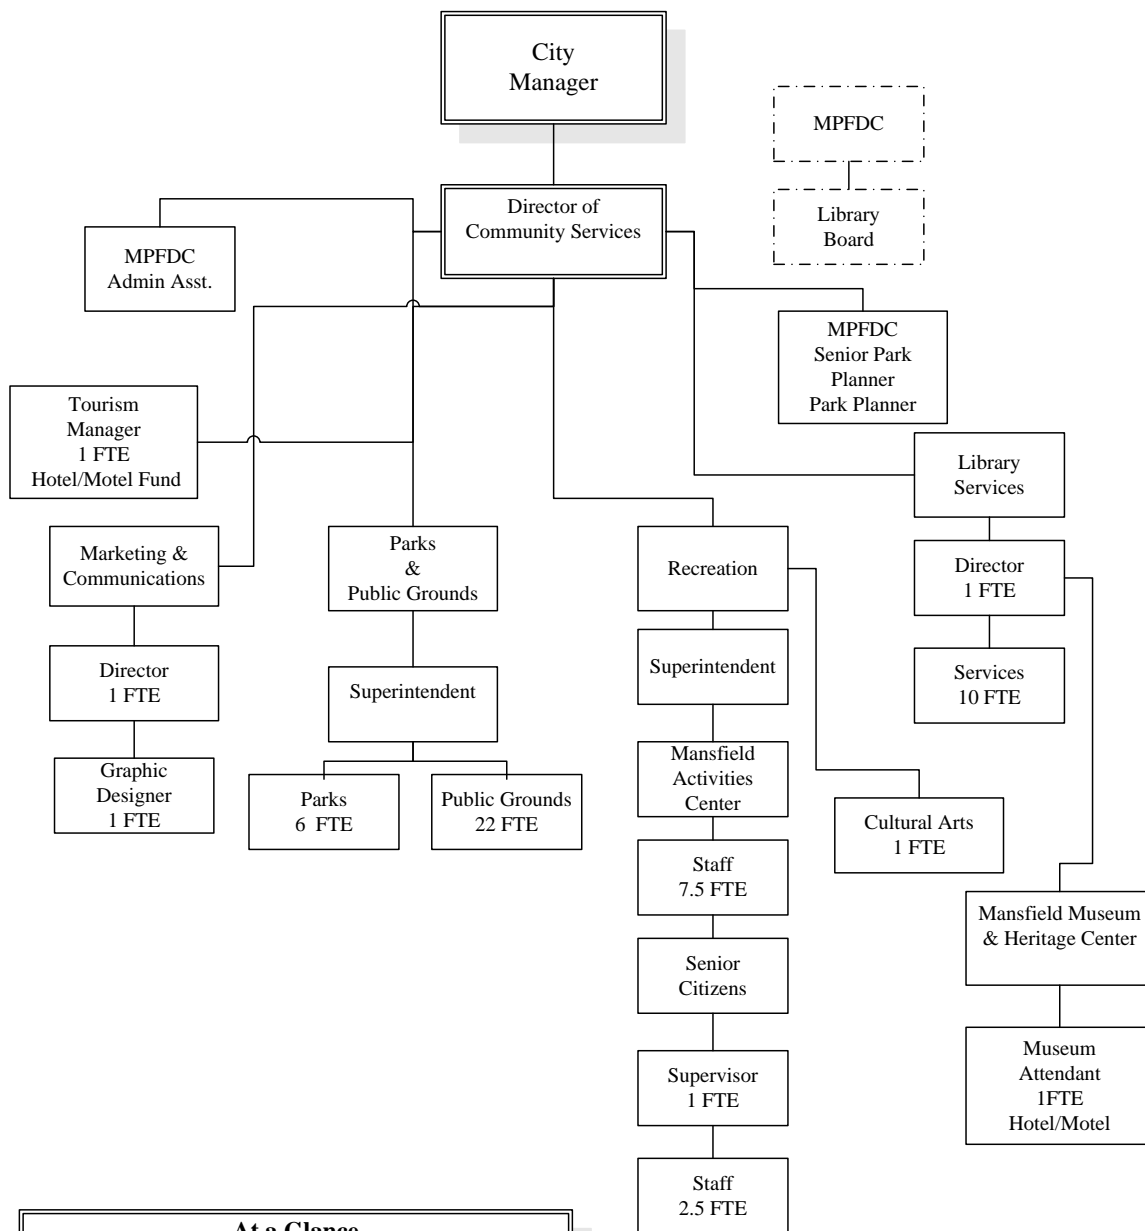 City
Manager
MPFDC
Library
Board
Director of
Community Services
MPFDC
Admin Asst.
MPFDC
Senior Park
Planner
Park Planner
Tourism
Manager
1 FTE
Hotel/Motel Fund
Library
Services
Marketing &
Communications
Parks
&
Public Grounds
Recreation
Director
1 FTE
Director
1 FTE
Superintendent
Superintendent
Services
10 FTE
Graphic
Designer
1 FTE
Parks
6  FTE
Public Grounds
22 FTE
Mansfield
Activities
Center
Cultural Arts
1 FTE
Staff
7.5 FTE
Mansfield Museum
& Heritage Center
Senior
Citizens
Museum
Attendant
1FTE
Hotel/Motel
Supervisor
1 FTE
Staff
2.5 FTE
At a Glance